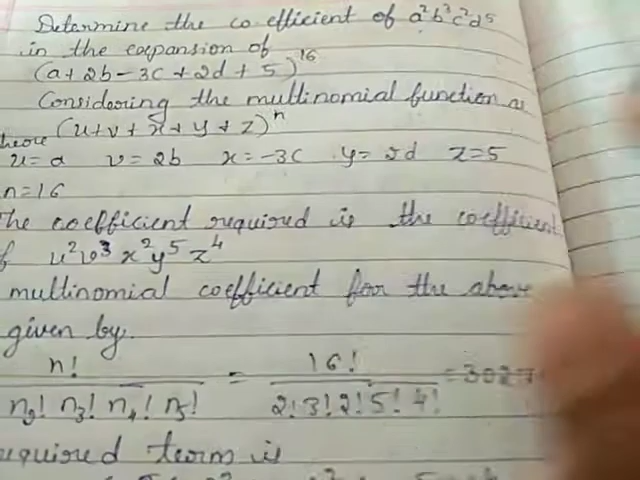 Determine the co efficient of a²b³c²d⁵
in the expansion of
(a+2b-3c+2d+5)¹⁶
Considering the multinomial function as
(u+v+x+y+z)ⁿ
u=a v=2b x=-3c y=2d z=5
n=16
The coefficient required is the coefficient
u²v³x²y⁵z⁴
multinomial coefficient for the above
given by
n! / n₂! n₃! n₄! n₅! = 16! / 2!3!2!5!4! = 3027
required term is